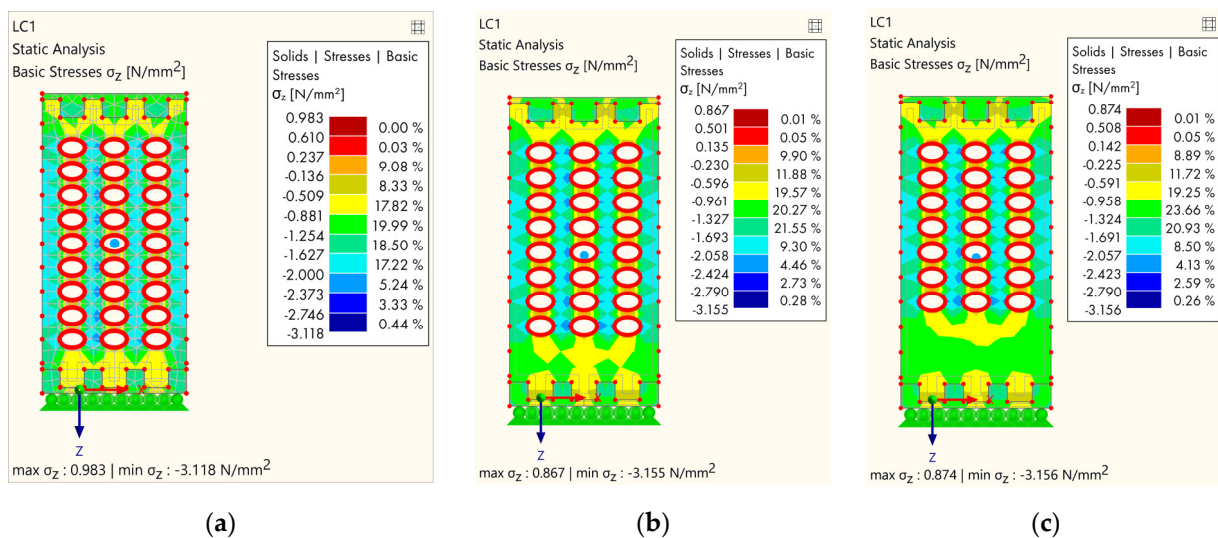 LC1
Static Analysis
Basic Stresses σz [N/mm²]
Solids | Stresses | Basic
Stresses
σz [N/mm²]
0.983
0.610
0.237
-0.136
-0.509
-0.881
-1.254
-1.627
-2.000
-2.373
-2.746
-3.118
0.00 %
0.03 %
9.08 %
8.33 %
17.82 %
19.99 %
18.50 %
17.22 %
5.24 %
3.33 %
0.44 %
X
Z
max σz : 0.983 | min σz : -3.118 N/mm²
(a)
LC1
Static Analysis
Basic Stresses σz [N/mm²]
Solids | Stresses | Basic
Stresses
σz [N/mm²]
0.867
0.501
0.135
-0.230
-0.596
-0.961
-1.327
-1.693
-2.058
-2.424
-2.790
-3.155
0.01 %
0.05 %
9.90 %
11.88 %
19.57 %
20.27 %
21.55 %
9.30 %
4.46 %
2.73 %
0.28 %
X
Z
max σz : 0.867 | min σz : -3.155 N/mm²
(b)
LC1
Static Analysis
Basic Stresses σz [N/mm²]
Solids | Stresses | Basic
Stresses
σz [N/mm²]
0.874
0.508
0.142
-0.225
-0.591
-0.958
-1.324
-1.691
-2.057
-2.423
-2.790
-3.156
0.01 %
0.05 %
8.89 %
11.72 %
19.25 %
23.66 %
20.93 %
8.50 %
4.13 %
2.59 %
0.26 %
X
Z
max σz : 0.874 | min σz : -3.156 N/mm²
(c)